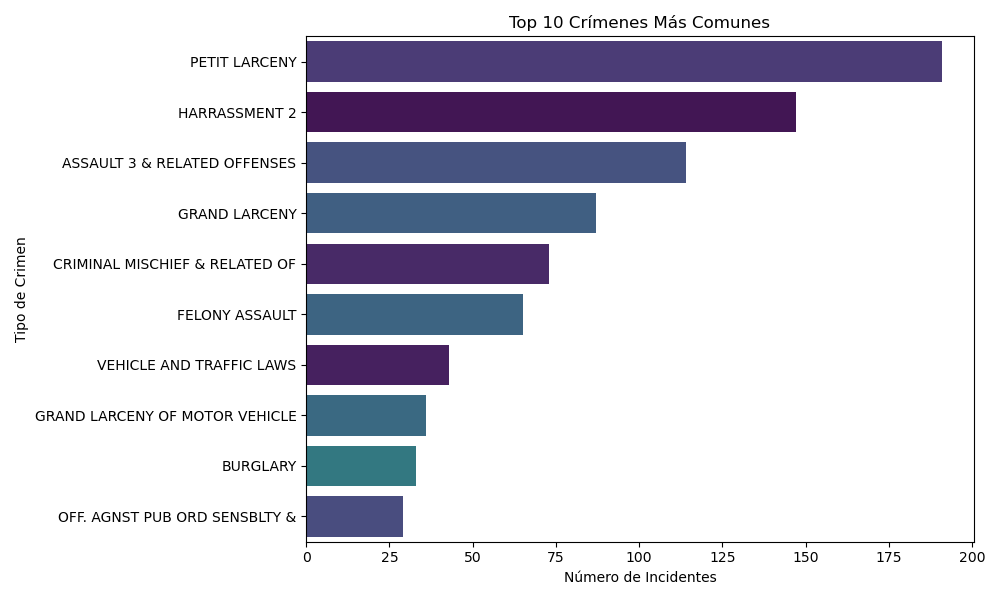 Top 10 Crímenes Más Comunes
Tipo de Crimen
PETIT LARCENY
HARRASSMENT 2
ASSAULT 3 & RELATED OFFENSES
GRAND LARCENY
CRIMINAL MISCHIEF & RELATED OF
FELONY ASSAULT
VEHICLE AND TRAFFIC LAWS
GRAND LARCENY OF MOTOR VEHICLE
BURGLARY
OFF. AGNST PUB ORD SENSBLTY &
0 25 50 75 100 125 150 175 200
Número de Incidentes